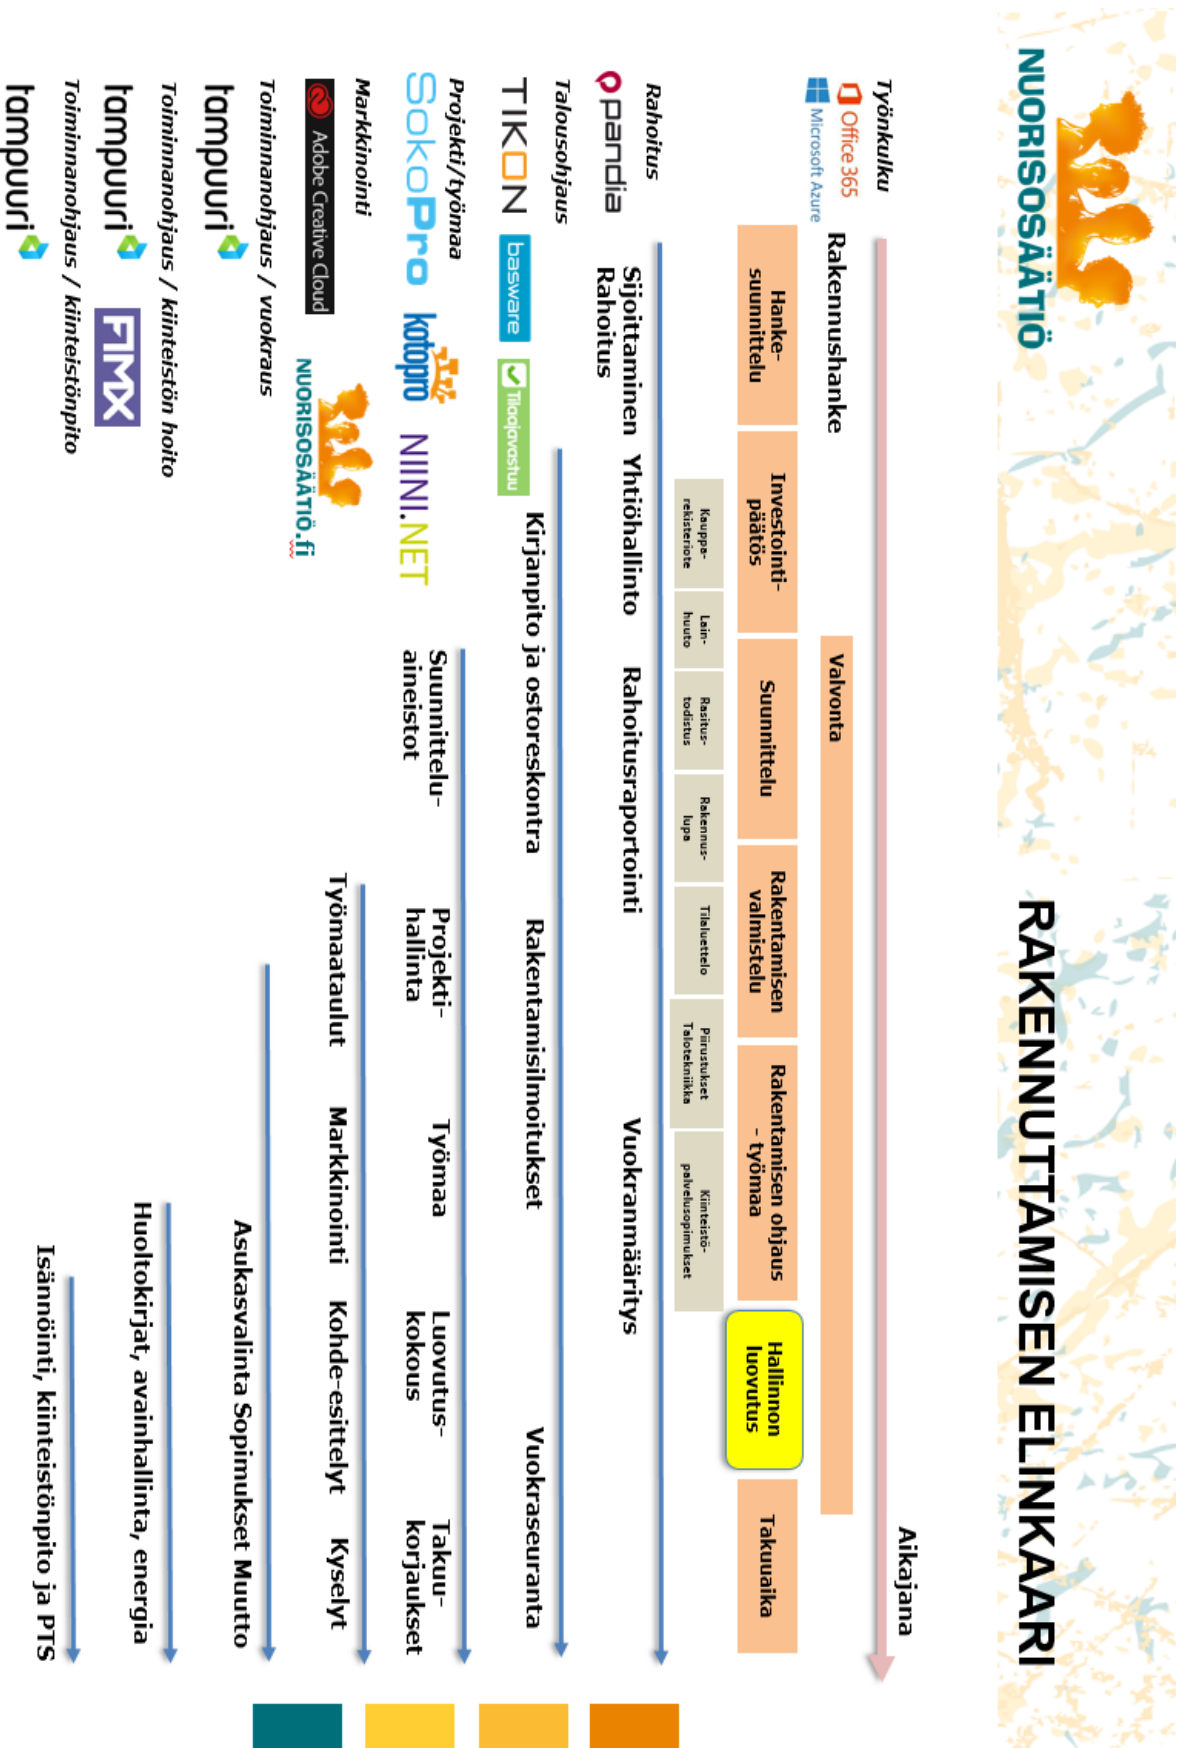 NUORISOSÄÄTIÖ
RAKENNUTTAMISEN ELINKAARI
Työnkulku
Aikajana
Office 365
Microsoft Azure
Rakennushanke
Valvonta
Hanke-
suunnittelu
Investointi-
päätös
Suunnittelu
Rakentamisen
valmistelu
Rakentamisen ohjaus
- työmaa
Hallinnon
luovutus
Takuuaika
Kauppa-
rekisteriote
Lain-
huuto
Rasitus-
todistus
Rakennus-
lupa
Tilaluettelo
Piirustukset
Talotekniikka
Kiinteistö-
palvelusopimukset
Rahoitus
pandia
Sijoittaminen
Rahoitus
Yhtiöhallinto
Rahoitusraportointi
Vuokranmääritys
Talousohjaus
TIKON
basware
Tilaajavastuu
Kirjanpito ja ostoreskontra
Rakentamisilmoitukset
Vuokraseuranta
Projekti/työmaa
SokoPro
kotopro
NIINI.NET
Suunnittelu-
aineistot
Projekti-
hallinta
Työmaa
Luovutus-
kokous
Takuu-
korjaukset
Markkinointi
Adobe Creative Cloud
NUORISOSÄÄTIÖ.fi
Työmaataulut
Markkinointi
Kohde-esittelyt
Kyselyt
Toiminnanohjaus / vuokraus
tampuuri
Asukasvalinta Sopimukset Muutto
Toiminnanohjaus / kiinteistön hoito
tampuuri
FIMX
Huoltokirjat, avainhallinta, energia
Toiminnanohjaus / kiinteistönpito
tampuuri
Isännöinti, kiinteistönpito ja PTS